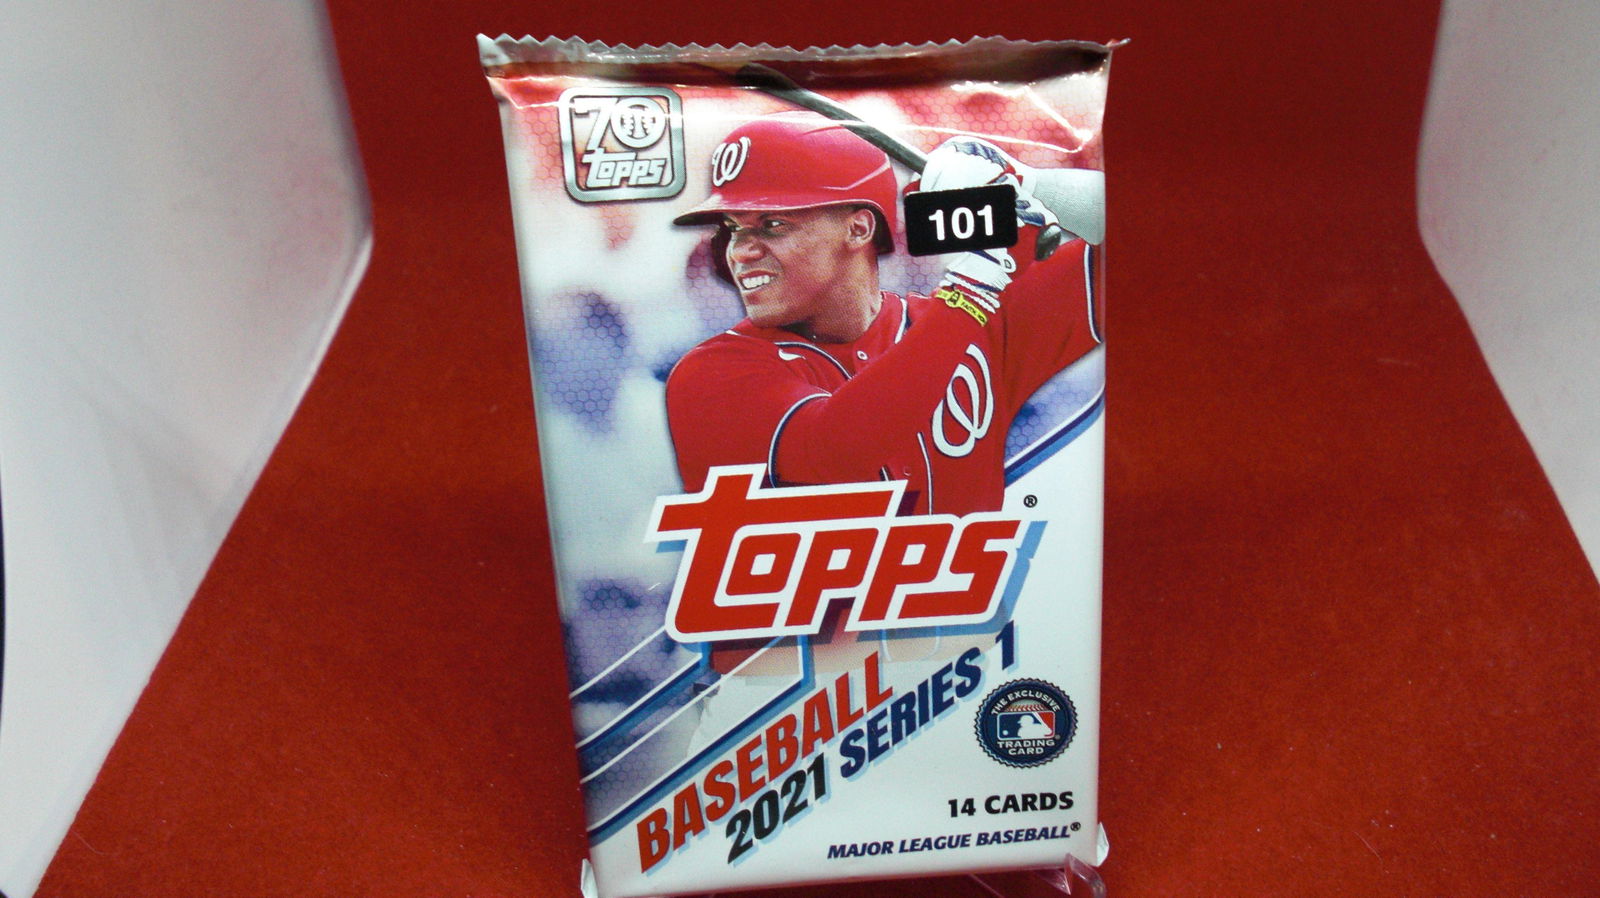 70
topps
W
101
W
topps®
BASEBALL
2021 SERIES 1
THE EXCLUSIVE
TRADING
CARD
14 CARDS
MAJOR LEAGUE BASEBALL®